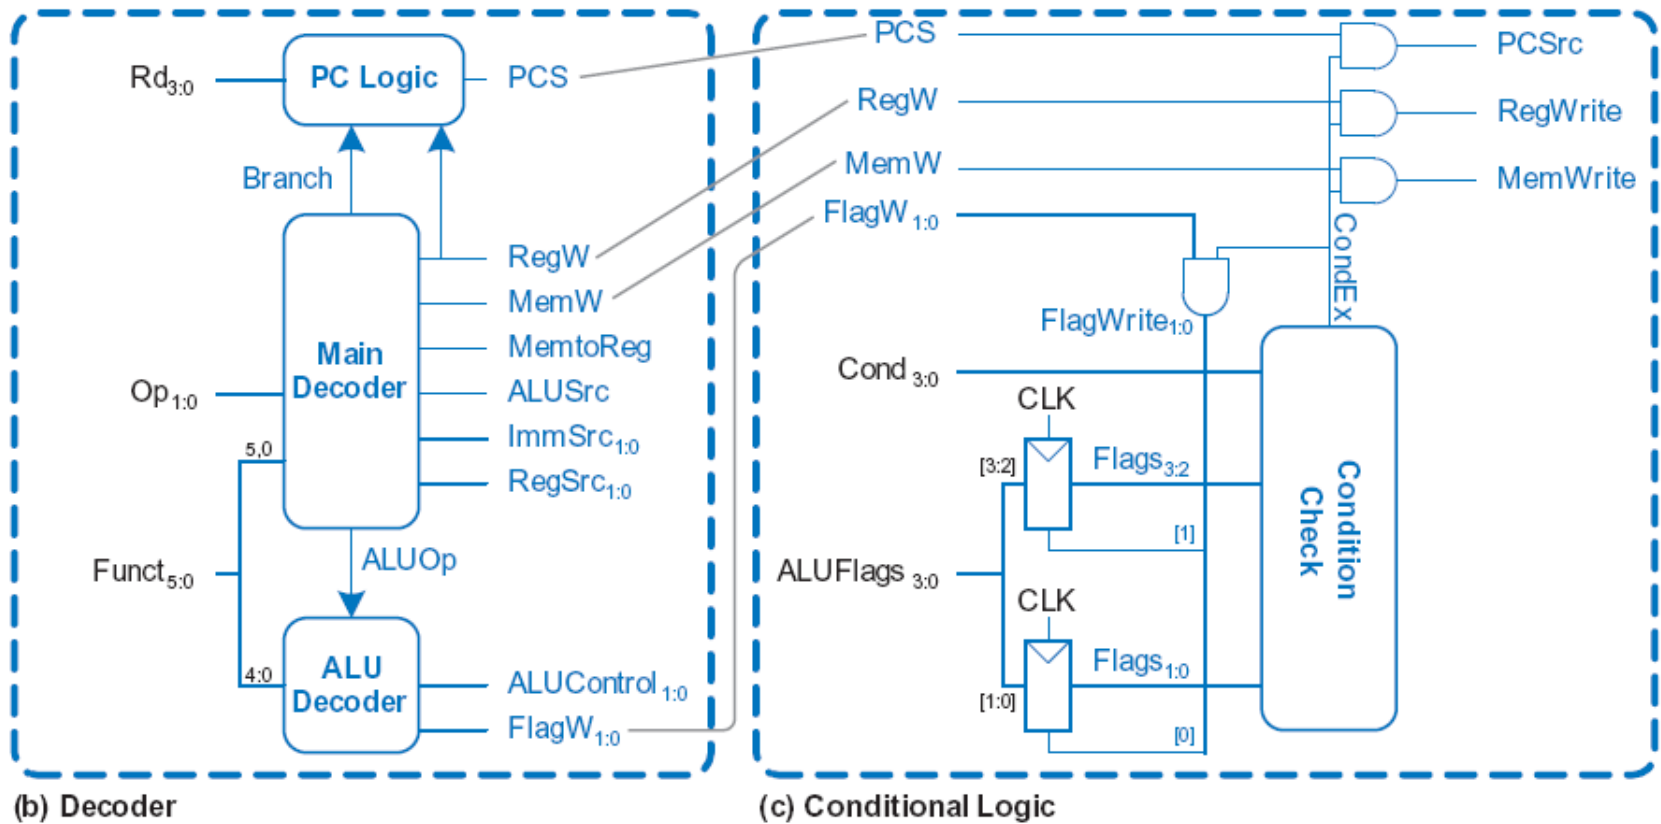 Rd3:0
PC Logic
PCS
Branch
RegW
MemW
MemtoReg
ALUSrc
ImmSrc1:0
RegSrc1:0
Main
Decoder
Op1:0
5,0
Funct5:0
ALUOp
4:0
ALU
Decoder
ALUControl1:0
FlagW1:0
(b) Decoder
PCS
PCSrc
RegW
RegWrite
MemW
MemWrite
FlagW1:0
CondEx
FlagWrite1:0
Cond3:0
CLK
[3:2]
Flags3:2
[1]
ALUFlags3:0
CLK
Flags1:0
[1:0]
[0]
Condition
Check
(c) Conditional Logic